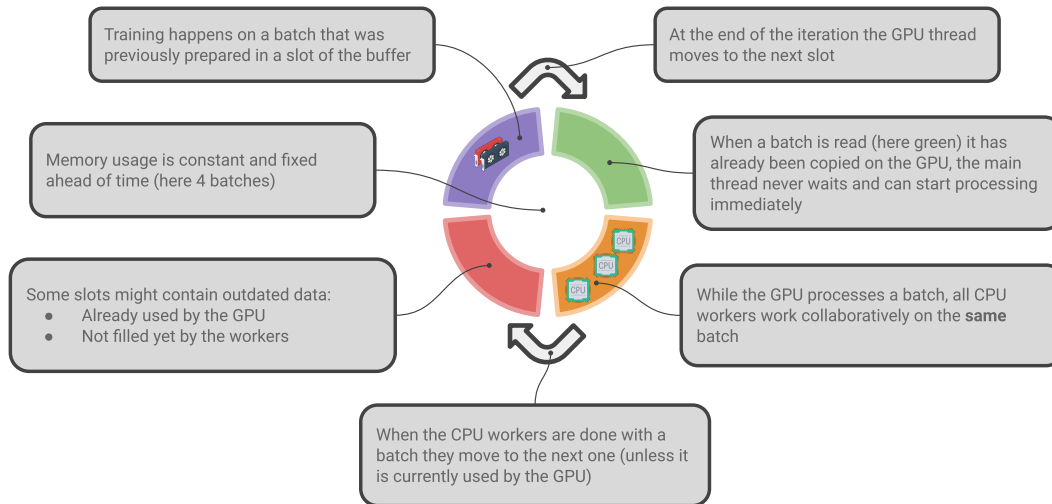 Training happens on a batch that was
previously prepared in a slot of the buffer
At the end of the iteration the GPU thread
moves to the next slot
Memory usage is constant and fixed
ahead of time (here 4 batches)
When a batch is read (here green) it has
already been copied on the GPU, the main
thread never waits and can start processing
immediately
CPU
CPU
CPU
Some slots might contain outdated data:
● Already used by the GPU
● Not filled yet by the workers
While the GPU processes a batch, all CPU
workers work collaboratively on the same
batch
When the CPU workers are done with a
batch they move to the next one (unless it
is currently used by the GPU)